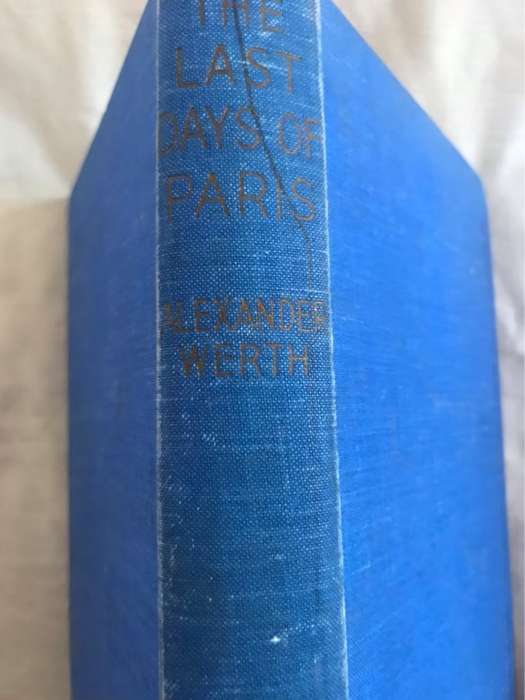 THE
LAST
DAYS OF
PARIS
ALEXANDER
WERTH